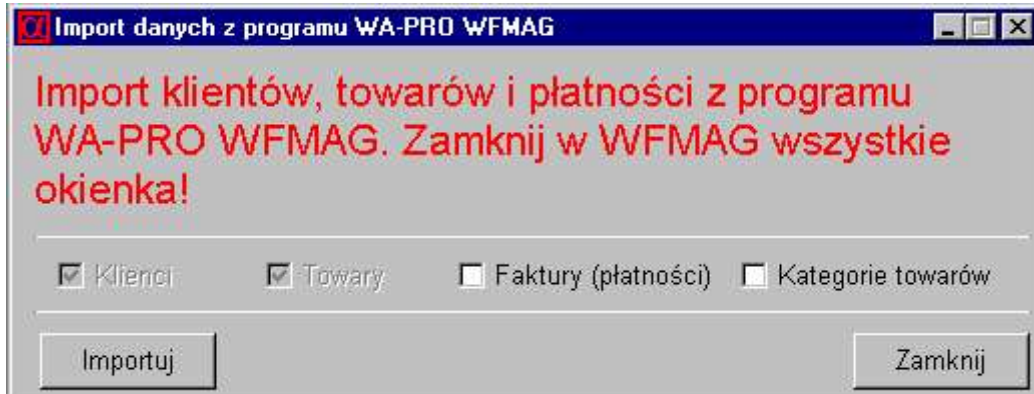 Import danych z programu WA-PRO WFMAG
Import klientów, towarów i płatności z programu
WA-PRO WFMAG. Zamknij w WFMAG wszystkie
okienka!
Klienci Towary Faktury (płatności) Kategorie towarów
Importuj Zamknij